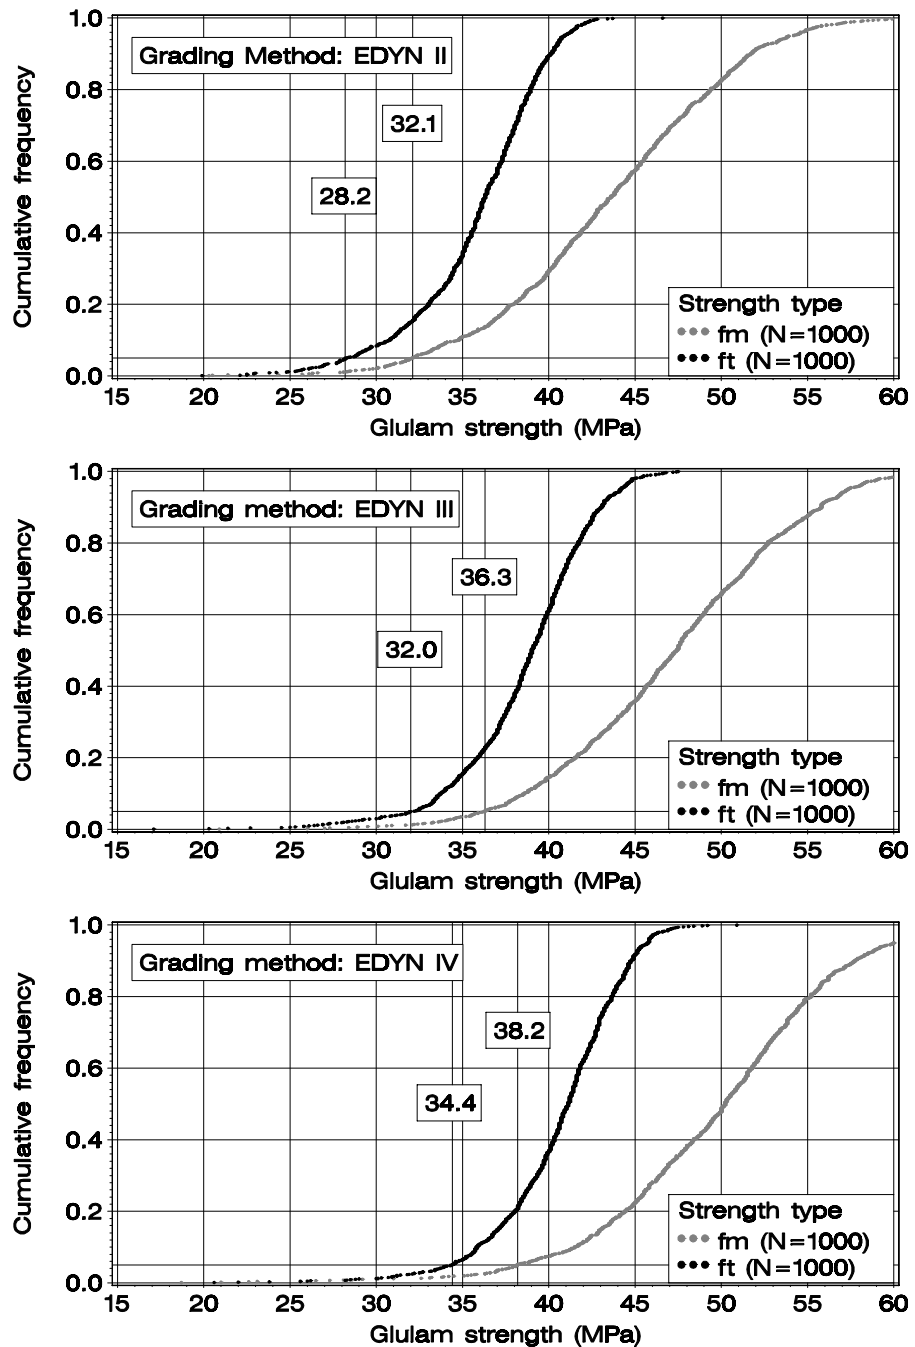 Cumulative frequency
1.0
0.8
0.6
0.4
0.2
0.0
Grading Method: EDYN II
32.1
28.2
Strength type
fm (N=1000)
ft (N=1000)
15 20 25 30 35 40 45 50 55 60
Glulam strength (MPa)
Cumulative frequency
1.0
0.8
0.6
0.4
0.2
0.0
Grading method: EDYN III
36.3
32.0
Strength type
fm (N=1000)
ft (N=1000)
15 20 25 30 35 40 45 50 55 60
Glulam strength (MPa)
Cumulative frequency
1.0
0.8
0.6
0.4
0.2
0.0
Grading method: EDYN IV
38.2
34.4
Strength type
fm (N=1000)
ft (N=1000)
15 20 25 30 35 40 45 50 55 60
Glulam strength (MPa)